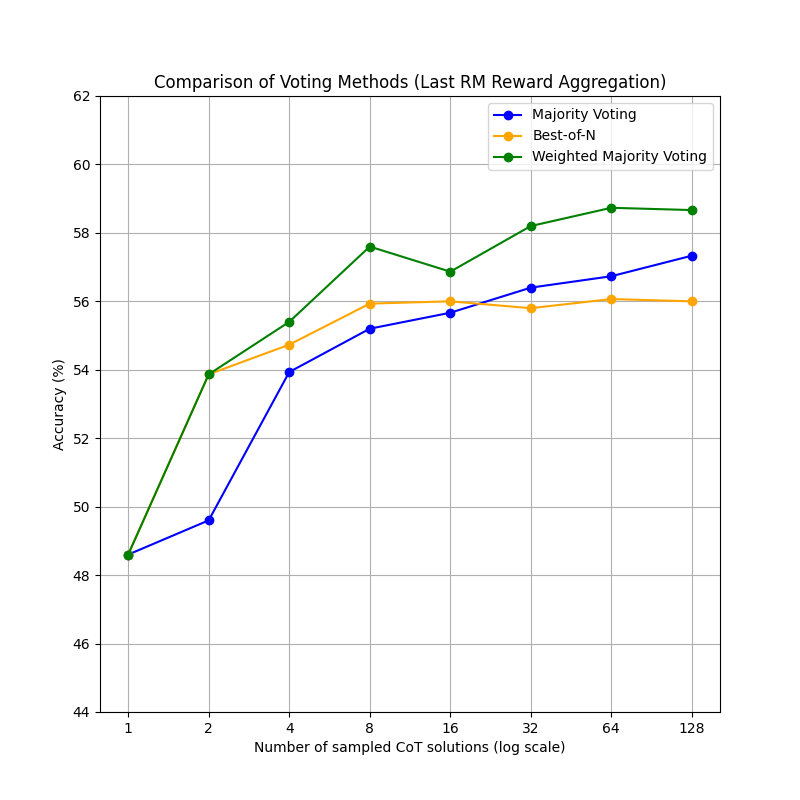 Comparison of Voting Methods (Last RM Reward Aggregation)
Majority Voting
Best-of-N
Weighted Majority Voting
62
60
58
56
54
52
50
48
46
44
Accuracy (%)
1 2 4 8 16 32 64 128
Number of sampled CoT solutions (log scale)